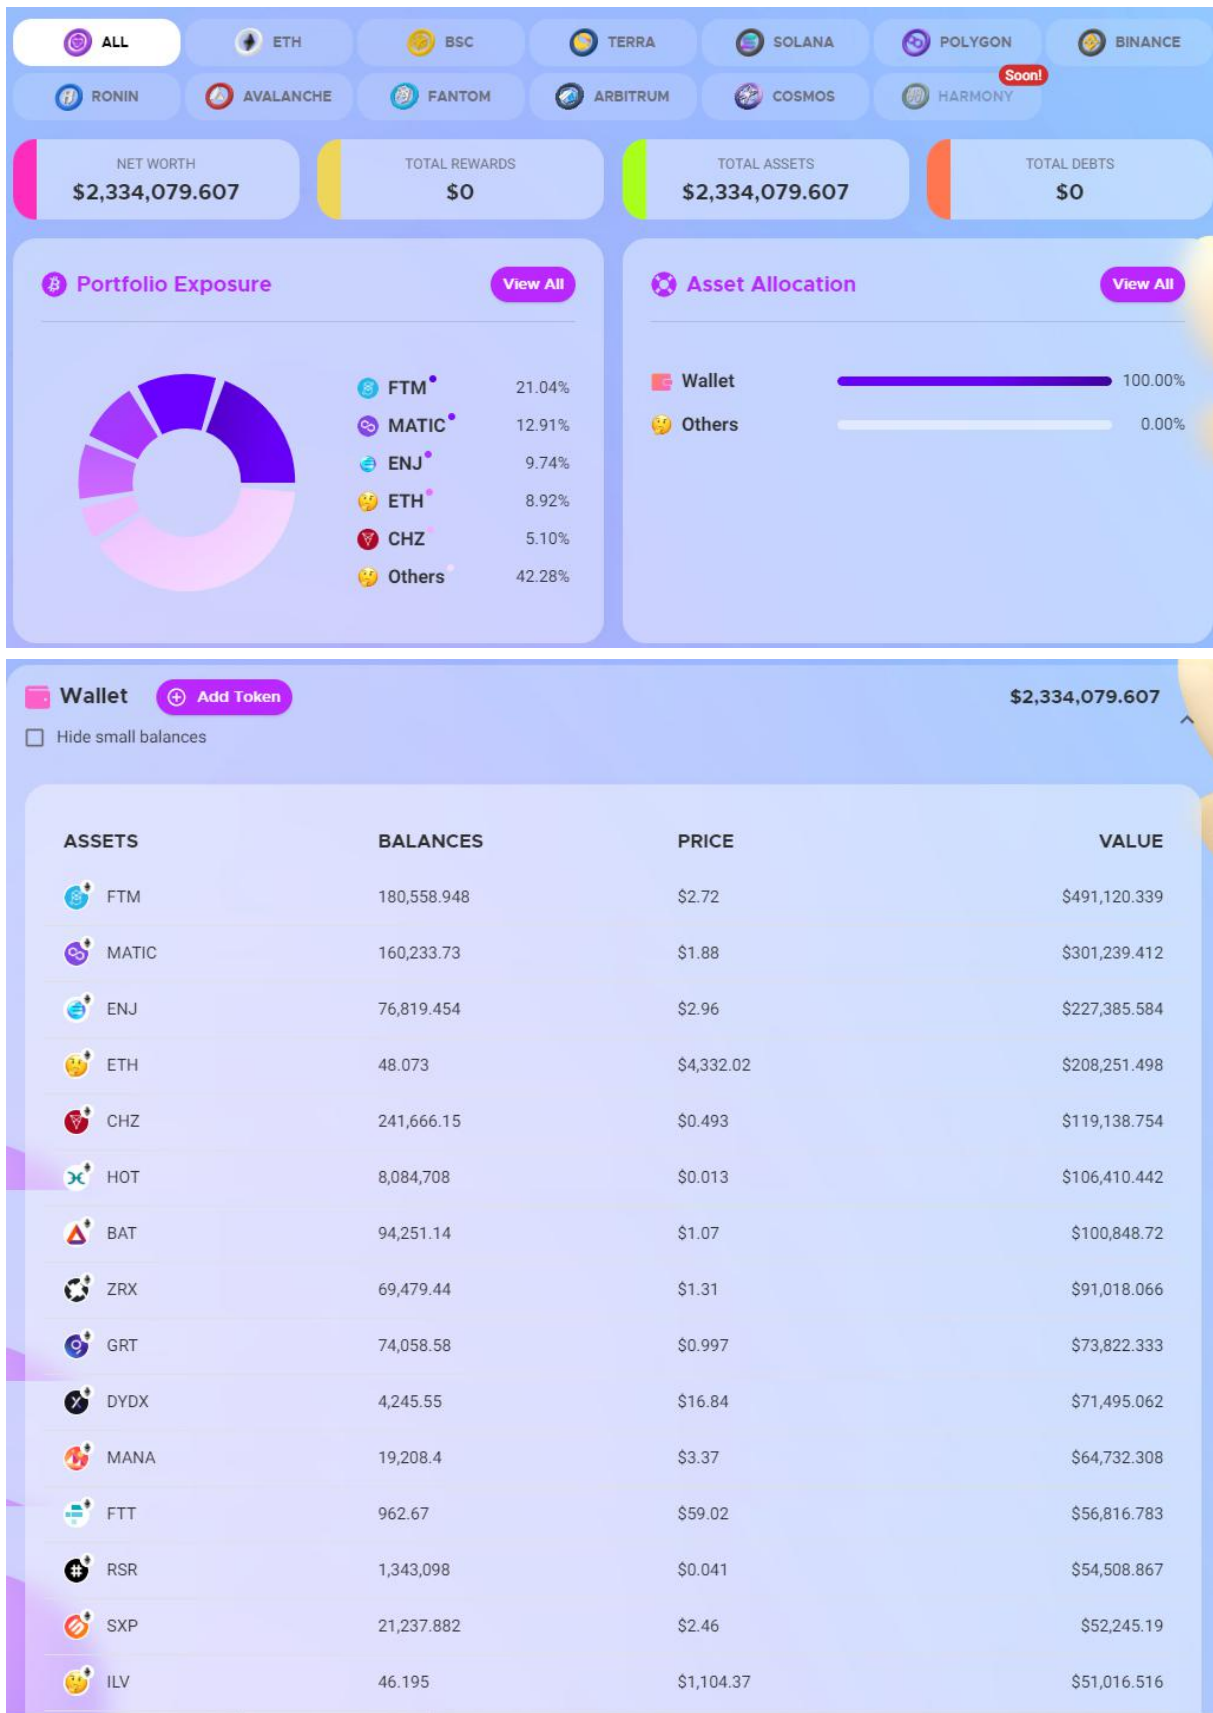 ALL ETH BSC TERRA SOLANA POLYGON BINANCE
Soon!
RONIN AVALANCHE FANTOM ARBITRUM COSMOS HARMONY
NET WORTH TOTAL REWARDS TOTAL ASSETS TOTAL DEBTS
$2,334,079.607 $0 $2,334,079.607 $0
Portfolio Exposure View All
FTM 21.04%
MATIC 12.91%
ENJ 9.74%
ETH 8.92%
CHZ 5.10%
Others 42.28%
Asset Allocation View All
Wallet 100.00%
Others 0.00%
Wallet Add Token $2,334,079.607
Hide small balances
ASSETS BALANCES PRICE VALUE
FTM 180,558.948 $2.72 $491,120.339
MATIC 160,233.73 $1.88 $301,239.412
ENJ 76,819.454 $2.96 $227,385.584
ETH 48.073 $4,332.02 $208,251.498
CHZ 241,666.15 $0.493 $119,138.754
HOT 8,084,708 $0.013 $106,410.442
BAT 94,251.14 $1.07 $100,848.72
ZRX 69,479.44 $1.31 $91,018.066
GRT 74,058.58 $0.997 $73,822.333
DYDX 4,245.55 $16.84 $71,495.062
MANA 19,208.4 $3.37 $64,732.308
FTT 962.67 $59.02 $56,816.783
RSR 1,343,098 $0.041 $54,508.867
SXP 21,237.882 $2.46 $52,245.19
ILV 46.195 $1,104.37 $51,016.516